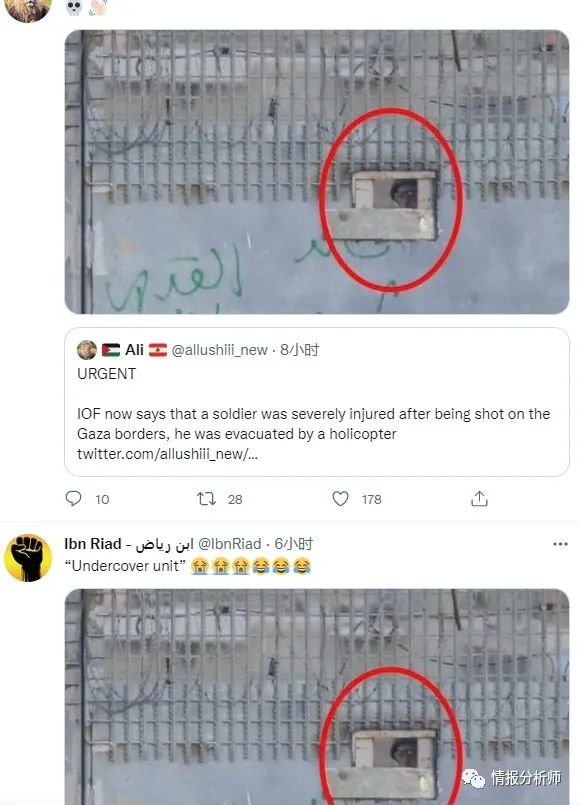 Ali @allushiii_new · 8小时
URGENT
IOF now says that a soldier was severely injured after being shot on the
Gaza borders, he was evacuated by a holicopter
twitter.com/allushiii_new/...
10 28 178
Ibn Riad - ابن رياض @IbnRiad · 6小时
“Undercover unit” 😭😭😭😂😂😂
情报分析师